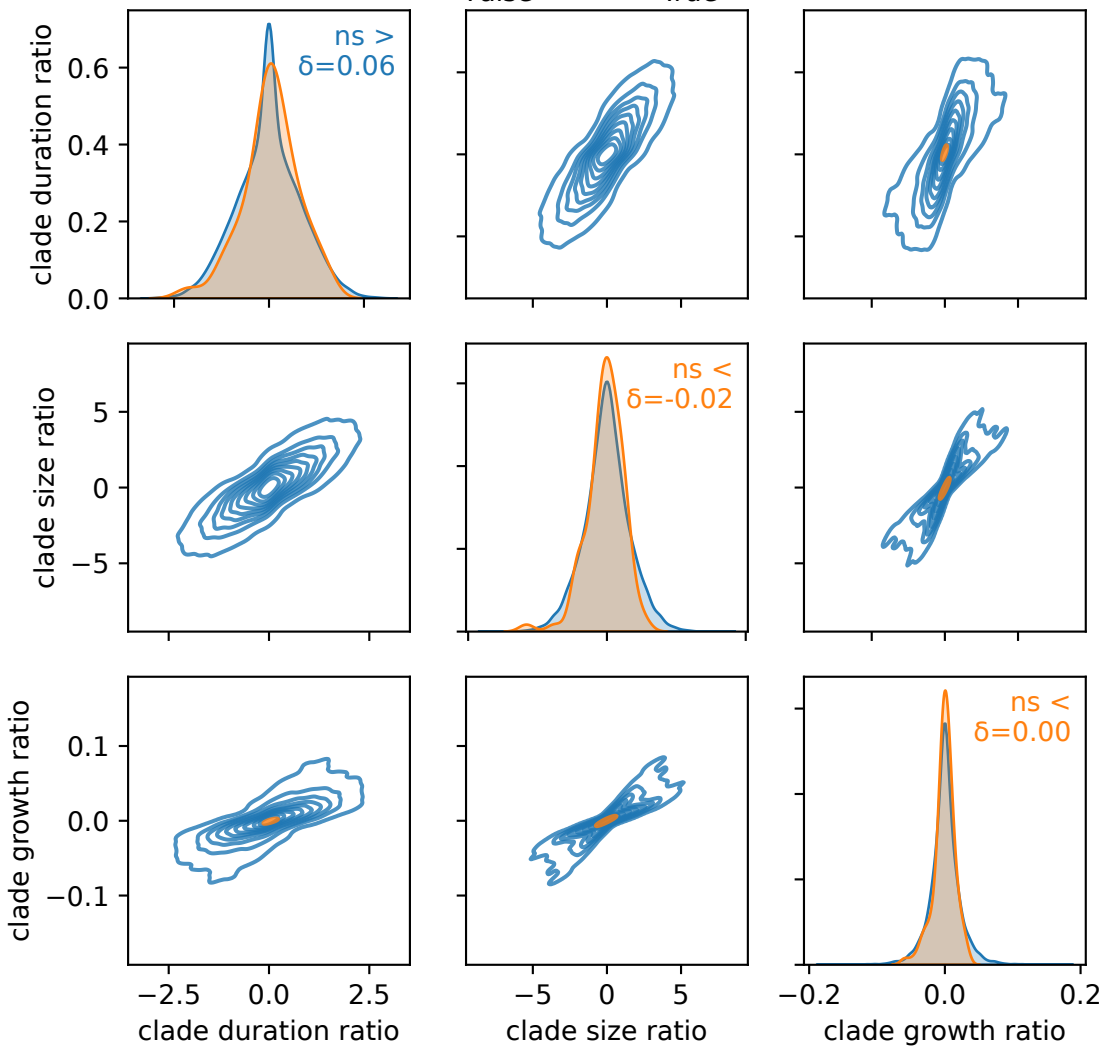 clade duration ratio
0.6
0.4
0.2
0.0
ns >
δ=0.06
clade size ratio
5
0
−5
ns <
δ=-0.02
clade growth ratio
0.1
0.0
−0.1
ns <
δ=0.00
−2.5
0.0
2.5
−5
0
5
−0.2
0.0
0.2
clade duration ratio
clade size ratio
clade growth ratio